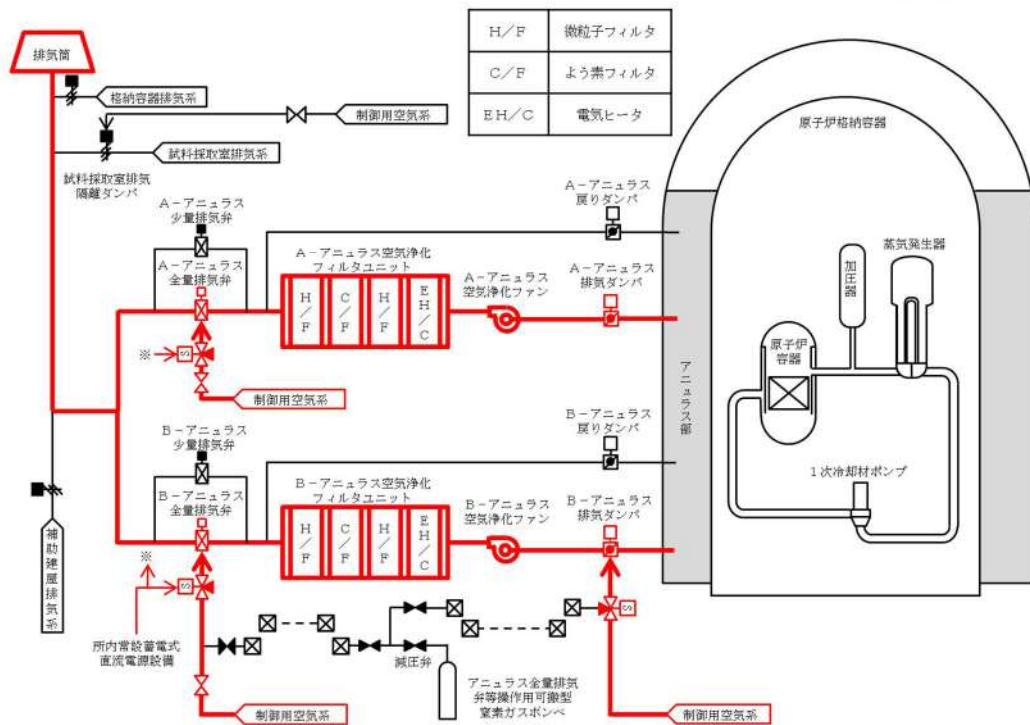 H/F 微粒子フィルタ
C/F よう素フィルタ
EH/C 電気ヒータ
排気筒
格納容器排気系
制御用空気系
試料採取室排気系
試料採取室排気
隔離ダンパ
原子炉格納容器
A-アニュラス
少量排気弁
A-アニュラス
戻りダンパ
A-アニュラス
全量排気弁
A-アニュラス空気浄化
フィルタユニット
H/F
C/F
H/F
EH/C
A-アニュラス
空気浄化ファン
A-アニュラス
排気ダンパ
蒸気発生器
加圧器
原子炉
容器
※
S
制御用空気系
アニュラス部
B-アニュラス
少量排気弁
B-アニュラス
戻りダンパ
1次冷却材ポンプ
B-アニュラス
全量排気弁
B-アニュラス空気浄化
フィルタユニット
H/F
C/F
H/F
EH/C
B-アニュラス
空気浄化ファン
B-アニュラス
排気ダンパ
補助建屋排気系
※
S
S
所内常設蓄電式
直流電源設備
減圧弁
アニュラス全量排気
弁等操作用可搬型
窒素ガスボンベ
制御用空気系
制御用空気系